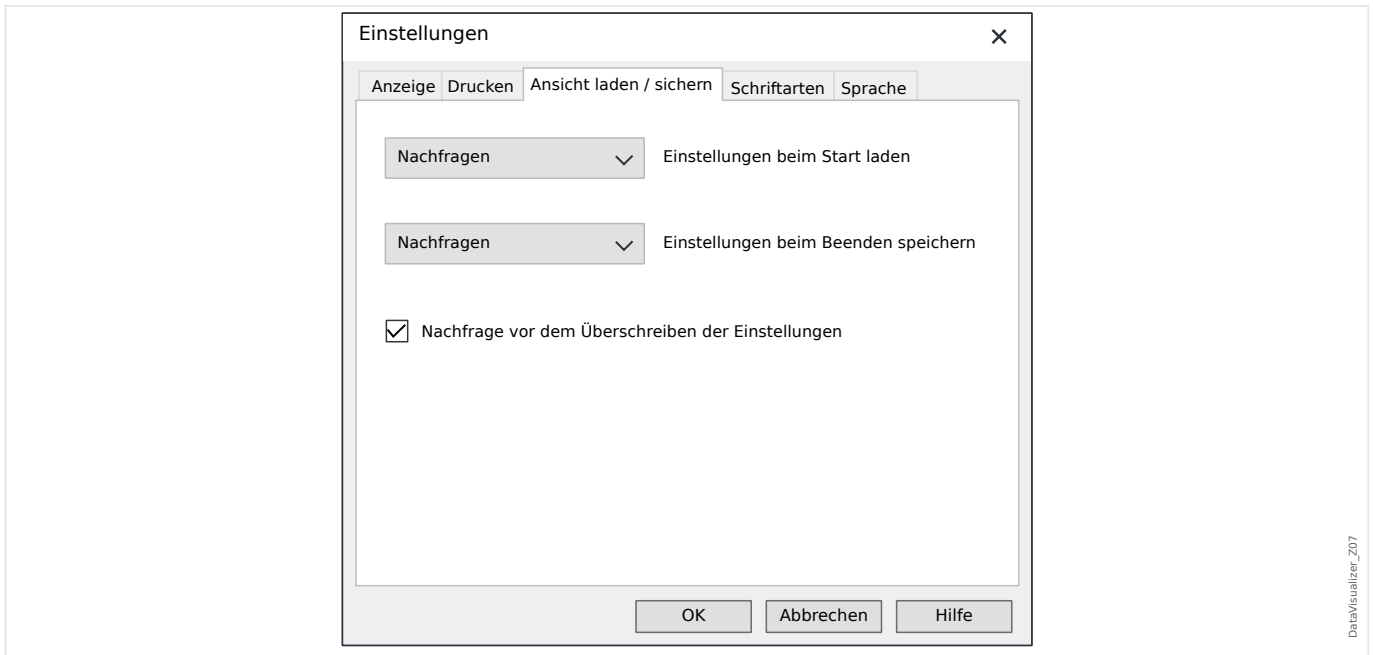 Einstellungen
Anzeige Drucken Ansicht laden / sichern Schriftarten Sprache
Nachfragen Einstellungen beim Start laden
Nachfragen Einstellungen beim Beenden speichern
Nachfrage vor dem Überschreiben der Einstellungen
OK Abbrechen Hilfe
DataVisualizer_Z07